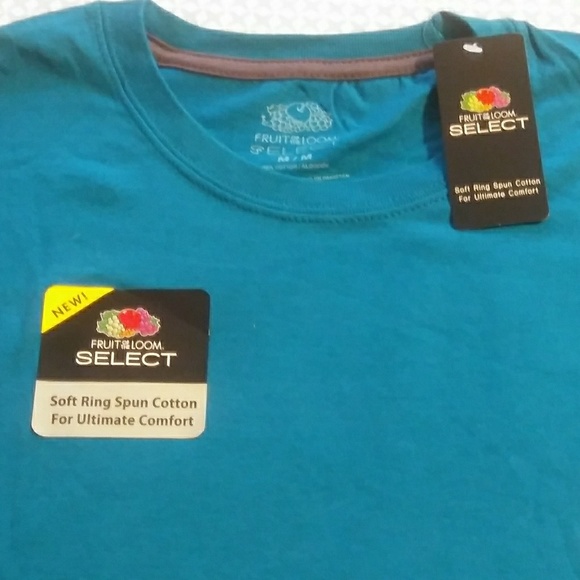 FRUIT OF THE LOOM
SELECT
M / M
FRUIT OF THE LOOM
SELECT
Soft Ring Spun Cotton
For Ultimate Comfort
NEW!
FRUIT OF THE LOOM.
SELECT
Soft Ring Spun Cotton
For Ultimate Comfort